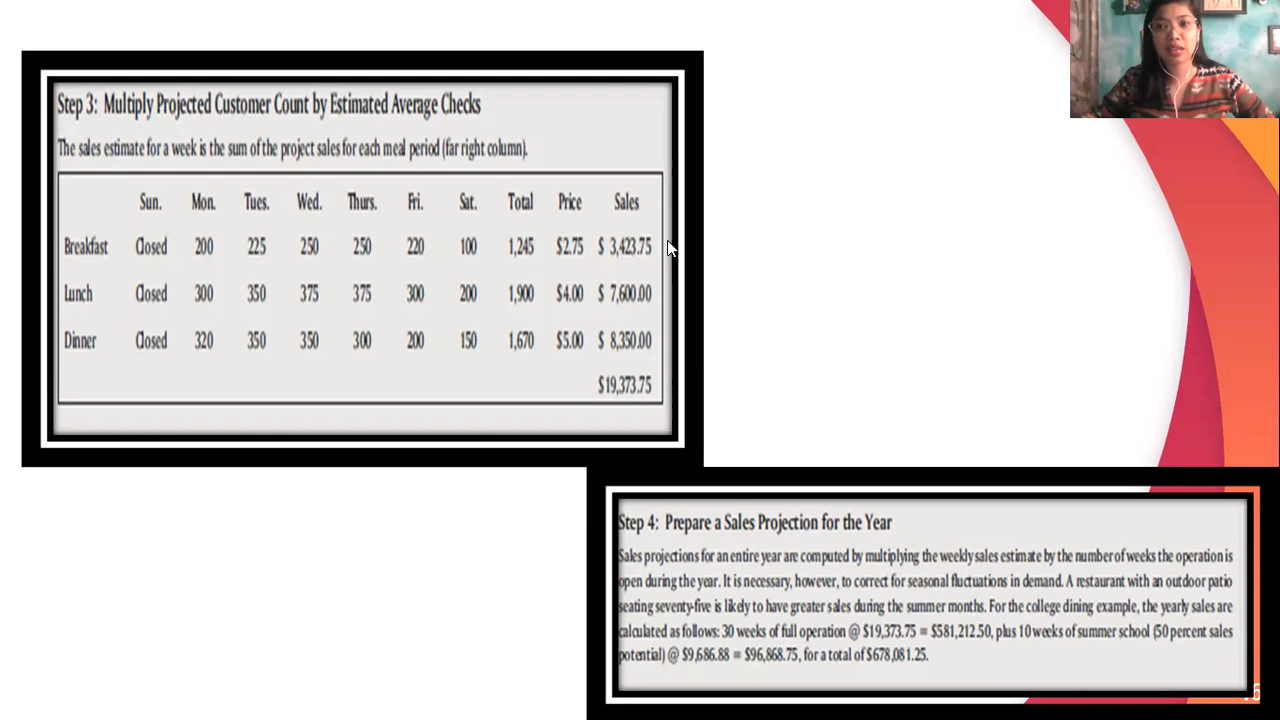 Step 3: Multiply Projected Customer Count by Estimated Average Checks
The sales estimate for a week is the sum of the project sales for each meal period (far right column).
Sun. Mon. Tues. Wed. Thurs. Fri. Sat. Total Price Sales
Breakfast Closed 200 225 250 250 220 100 1,245 $2.75 $ 3,423.75
Lunch Closed 300 350 375 375 300 200 1,900 $4.00 $ 7,600.00
Dinner Closed 320 350 350 300 200 150 1,670 $5.00 $ 8,350.00
$19,373.75
Step 4: Prepare a Sales Projection for the Year
Sales projections for an entire year are computed by multiplying the weekly sales estimate by the number of weeks the operation is
open during the year. It is necessary, however, to correct for seasonal fluctuations in demand. A restaurant with an outdoor patio
seating seventy-five is likely to have greater sales during the summer months. For the college dining example, the yearly sales are
calculated as follows: 30 weeks of full operation @ $19,373.75 = $581,212.50, plus 10 weeks of summer school (50 percent sales
potential) @ $9,686.88 = $96,868.75, for a total of $678,081.25.